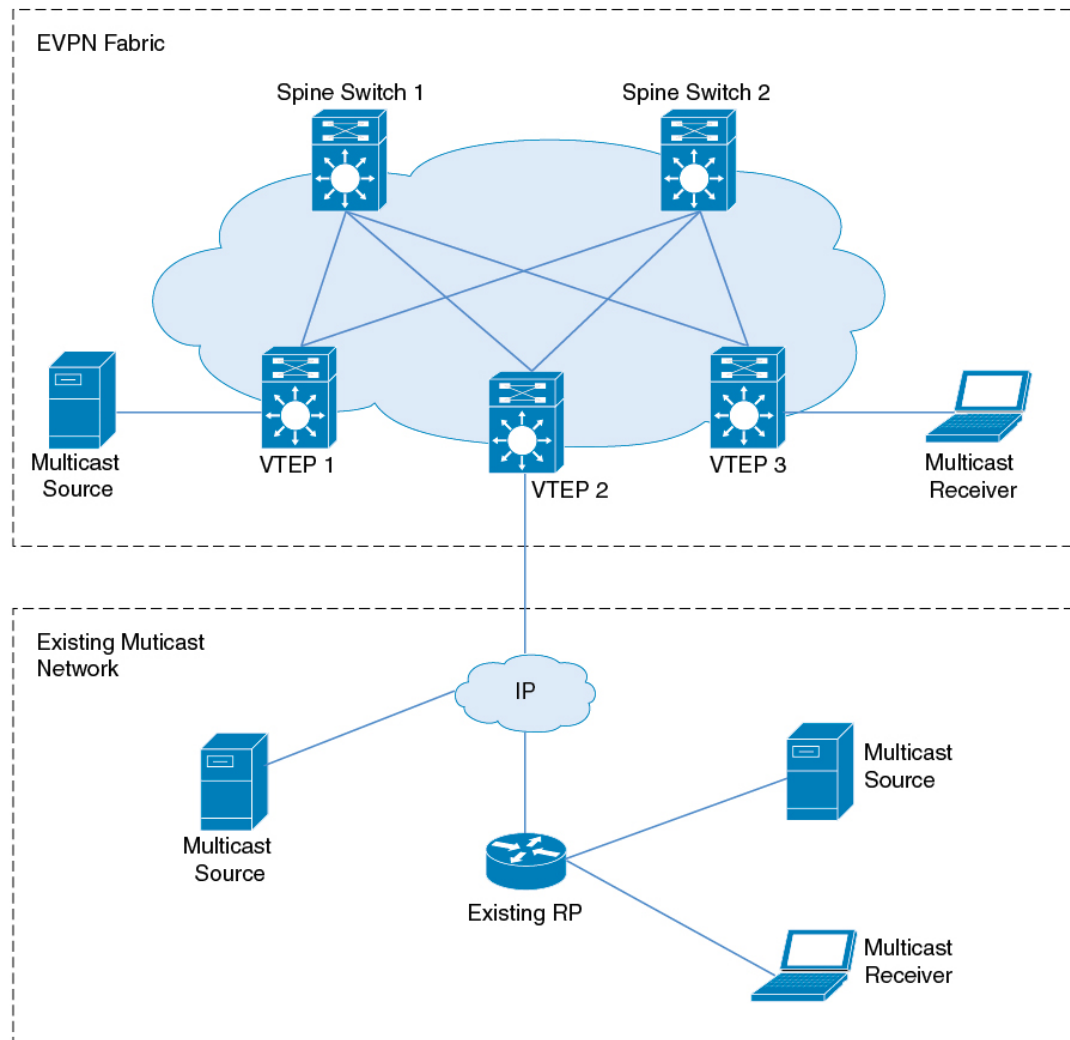 EVPN Fabric
Spine Switch 1
Spine Switch 2
Multicast
Source
VTEP 1
VTEP 2
VTEP 3
Multicast
Receiver
Existing Muticast
Network
IP
Multicast
Source
Multicast
Source
Existing RP
Multicast
Receiver